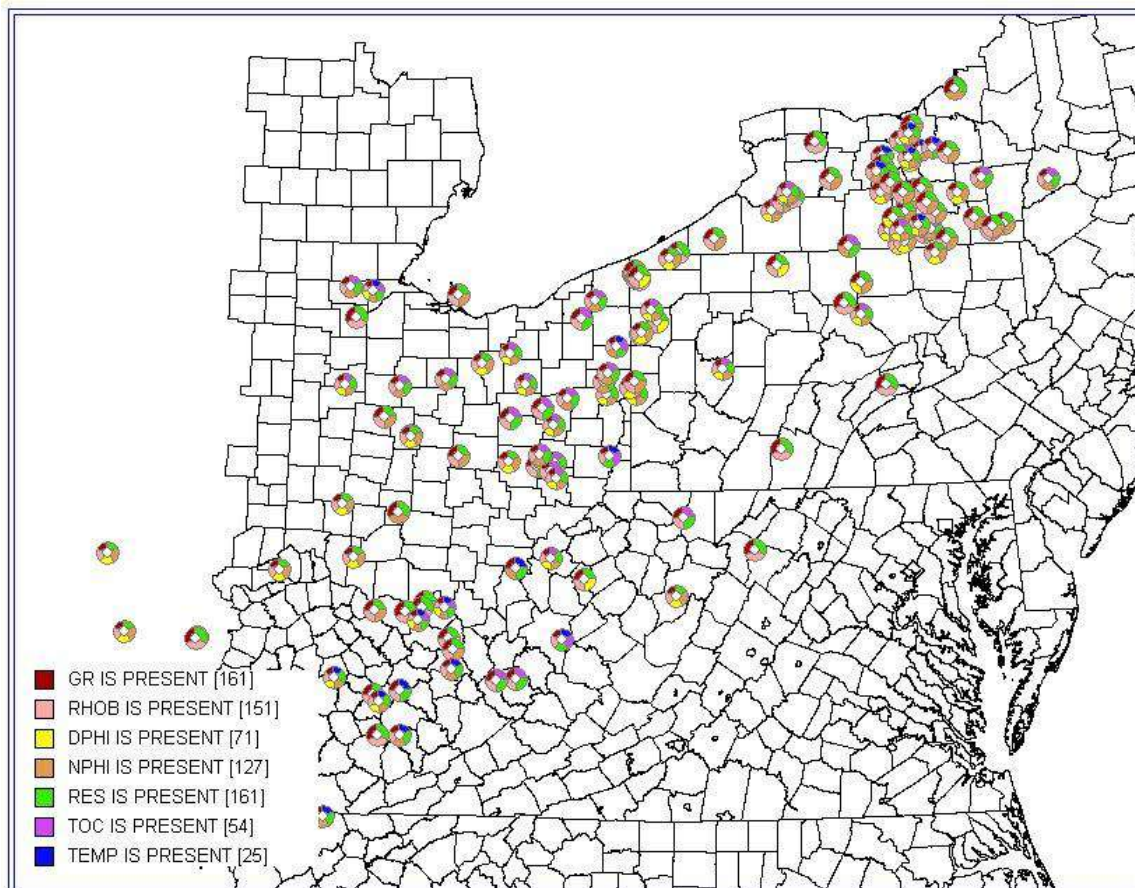 GR IS PRESENT [161]
RHOB IS PRESENT [151]
DPHI IS PRESENT [71]
NPHI IS PRESENT [127]
RES IS PRESENT [161]
TOC IS PRESENT [54]
TEMP IS PRESENT [25]